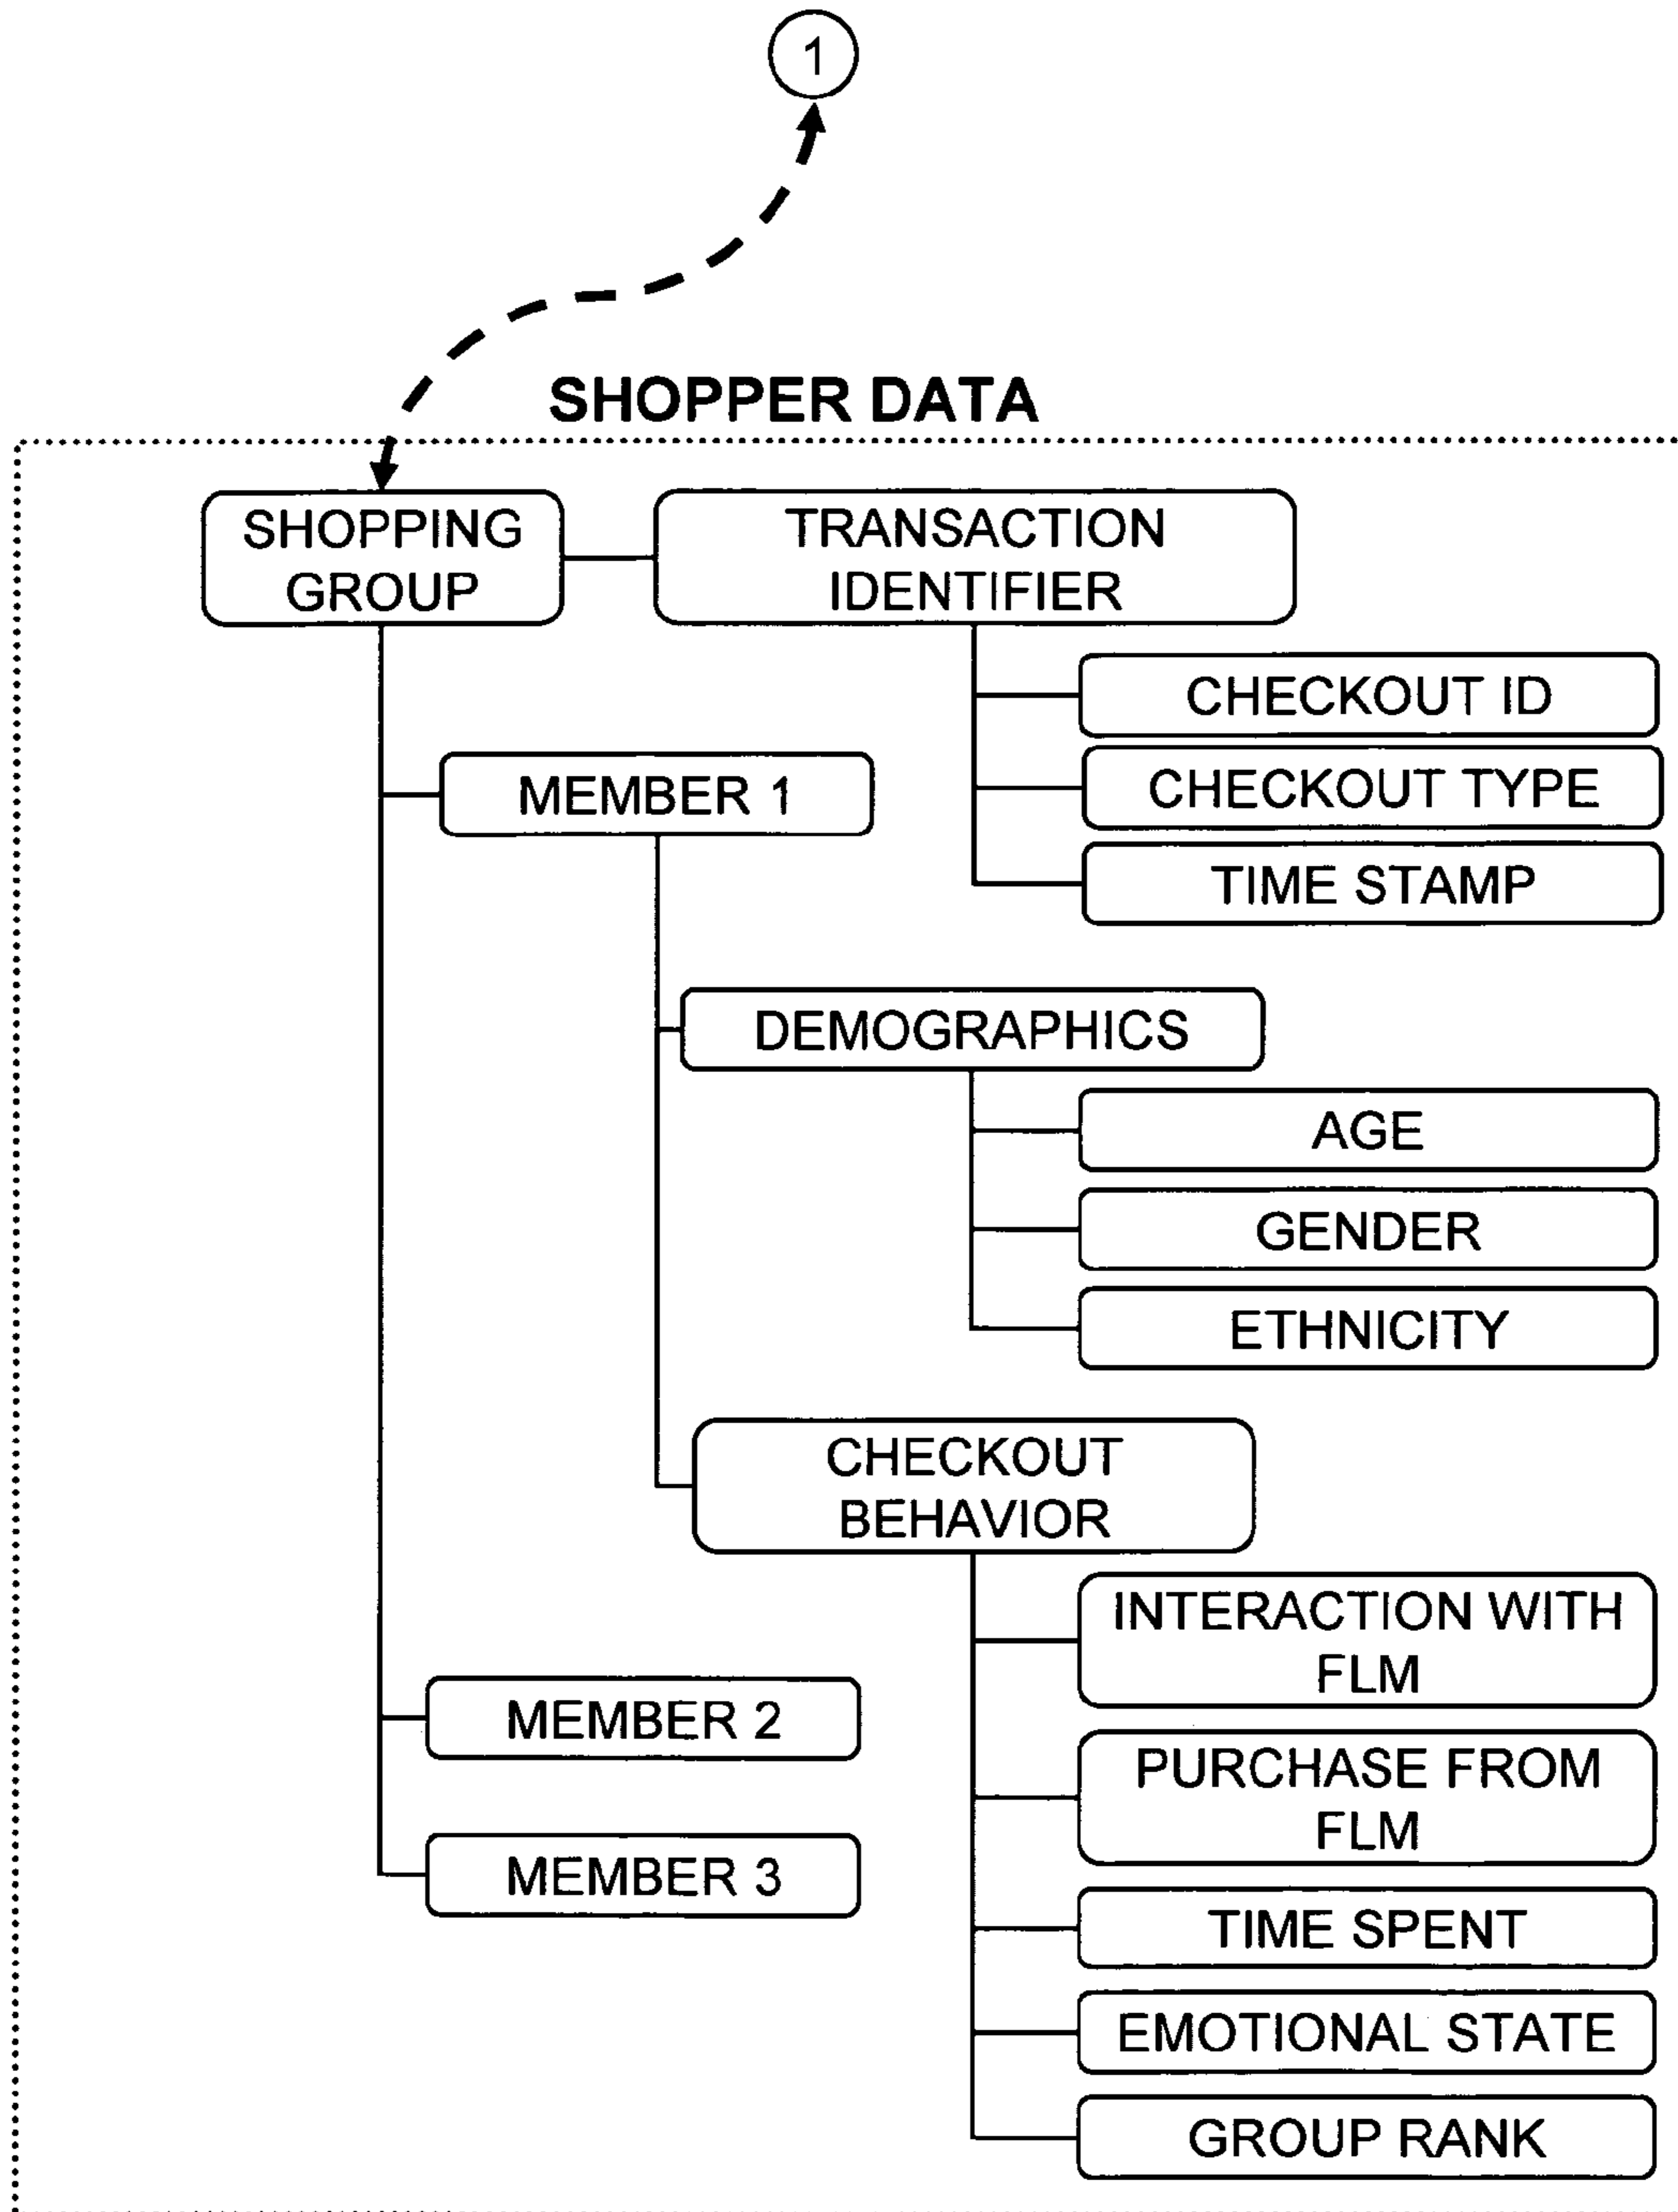 1
SHOPPER DATA
SHOPPING
GROUP
TRANSACTION
IDENTIFIER
CHECKOUT ID
CHECKOUT TYPE
TIME STAMP
MEMBER 1
DEMOGRAPHICS
AGE
GENDER
ETHNICITY
CHECKOUT
BEHAVIOR
INTERACTION WITH
FLM
PURCHASE FROM
FLM
TIME SPENT
EMOTIONAL STATE
GROUP RANK
MEMBER 2
MEMBER 3